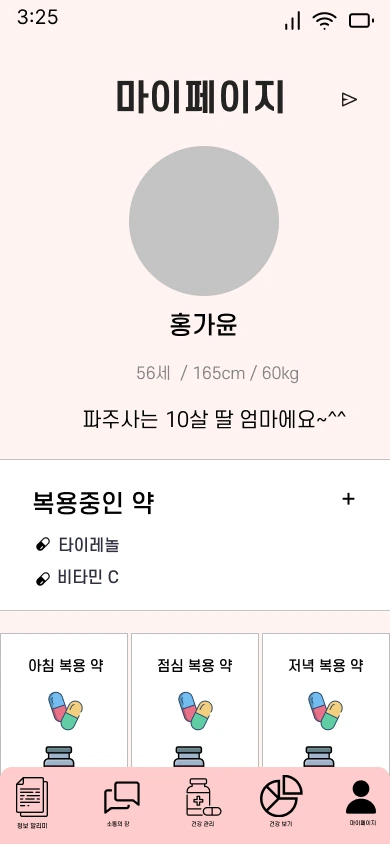 3:25
마이페이지
홍가윤
56세 / 165cm / 60kg
파주사는 10살 딸 엄마에요~^^
복용중인 약 +
타이레놀
비타민 C
아침 복용 약 점심 복용 약 저녁 복용 약
정보 알리미 소통의 장 건강 관리 건강 보기 마이페이지